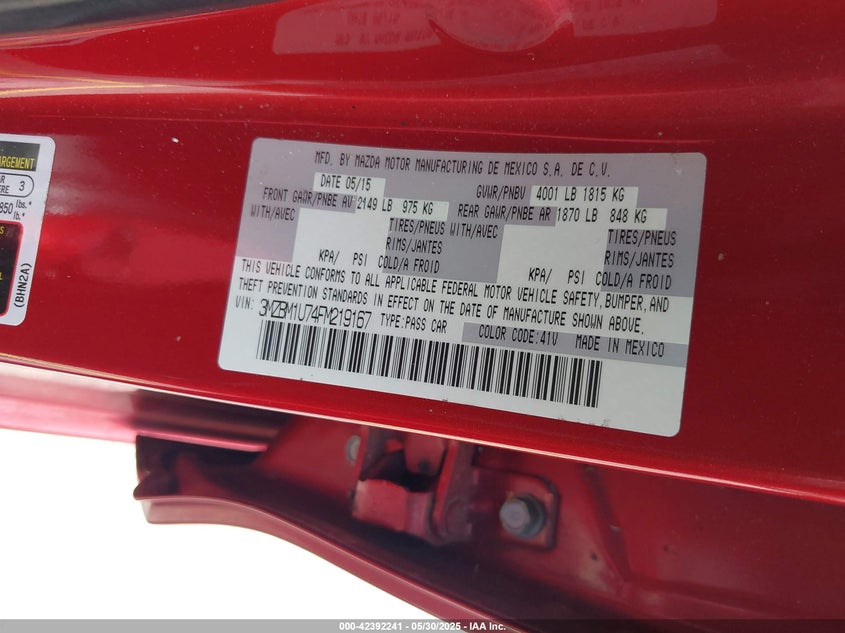 MFD. BY MAZDA MOTOR MANUFACTURING DE MEXICO S.A. DE C.V.
DATE 05/15 GVWR/PNBV 4001 LB 1815 KG
FRONT GAWR/PNBE AV 2149 LB 975 KG REAR GAWR/PNBE AR 1870 LB 848 KG
WITH/AVEC TIRES/PNEUS WITH/AVEC TIRES/PNEUS
RIMS/JANTES RIMS/JANTES
KPA/ PSI COLD/A FROID KPA/ PSI COLD/A FROID
THIS VEHICLE CONFORMS TO ALL APPLICABLE FEDERAL MOTOR VEHICLE SAFETY, BUMPER, AND
THEFT PREVENTION STANDARDS IN EFFECT ON THE DATE OF MANUFACTURE SHOWN ABOVE.
VIN: 3MZBM1U74FM219167 TYPE:PASS CAR COLOR CODE:41V MADE IN MEXICO
3
850 lbs.*
lb.*
(BHN2A)
000-42392241 - 05/30/2025 - IAA Inc.